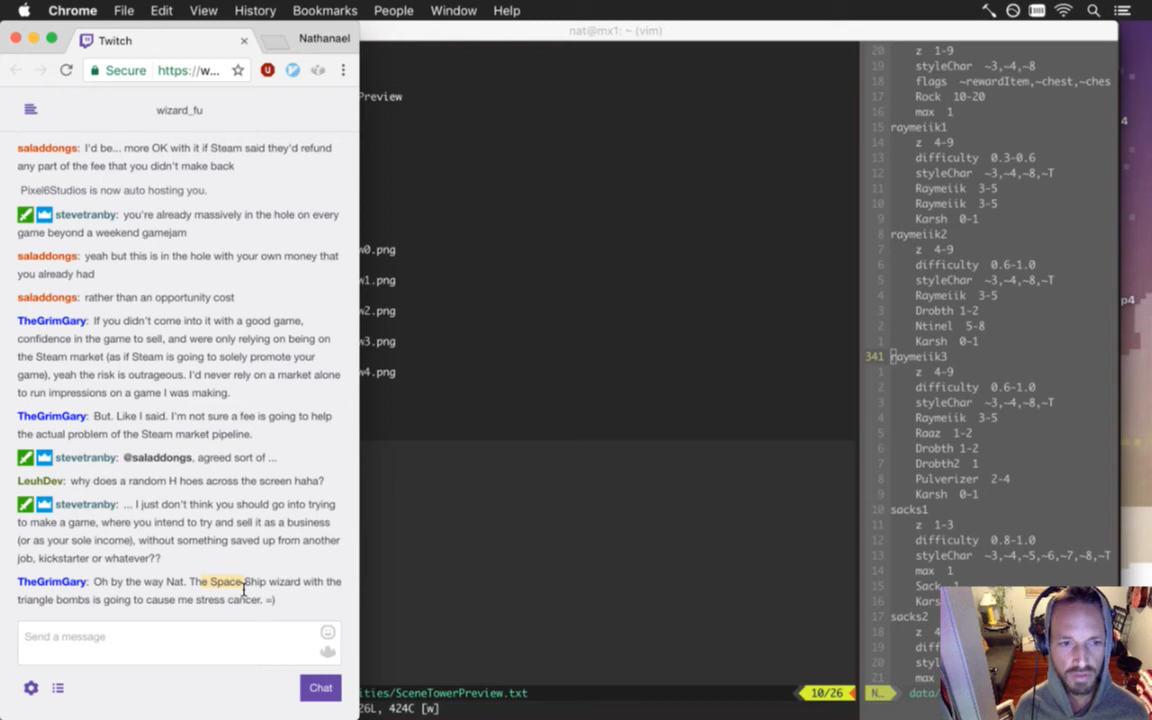 Chrome File Edit View History Bookmarks People Window Help
Twitch
Nathanael
nat@mx1: ~ (vim)
Secure https://w...
wizard_fu
saladdongs: I'd be... more OK with it if Steam said they'd refund
any part of the fee that you didn't make back
Pixel6Studios is now auto hosting you.
stevetranby: you're already massively in the hole on every
game beyond a weekend gamejam
saladdongs: yeah but this is in the hole with your own money that
you already had
saladdongs: rather than an opportunity cost
TheGrimGary: If you didn't come into it with a good game,
confidence in the game to sell, and were only relying on being on
the Steam market (as if Steam is going to solely promote your
game), yeah the risk is outrageous. I'd never rely on a market alone
to run impressions on a game I was making.
TheGrimGary: But. Like I said. I'm not sure a fee is going to help
the actual problem of the Steam market pipeline.
stevetranby: @saladdongs, agreed sort of ...
LeuhDev: why does a random H hoes across the screen haha?
stevetranby: ... I just don't think you should go into trying
to make a game, where you intend to try and sell it as a business
(or as your sole income), without something saved up from another
job, kickstarter or whatever??
TheGrimGary: Oh by the way Nat. The Space Ship wizard with the
triangle bombs is going to cause me stress cancer. =)
Send a message
Chat
Preview
w0.png
w1.png
w2.png
w3.png
w4.png
ities/SceneTowerPreview.txt 10/26
26L, 424C [w]
20 z 1-9
19 styleChar ~3,~4,~8
18 flags ~rewardItem,~chest,~ches
17 Rock 10-20
16 max 1
15 raymeiik1
14 z 4-9
13 difficulty 0.3-0.6
12 styleChar ~3,~4,~8,~T
11 Raymeiik 3-5
10 Raymeiik 3-5
9 Karsh 0-1
8 raymeiik2
7 z 4-9
6 difficulty 0.6-1.0
5 styleChar ~3,~4,~8,~T
4 Raymeiik 3-5
3 Drobth 1-2
2 Ntinel 5-8
1 Karsh 0-1
341 raymeiik3
1 z 4-9
2 difficulty 0.6-1.0
3 styleChar ~3,~4,~8,~T
4 Raymeiik 3-5
5 Raaz 1-2
6 Drobth 1-2
7 Drobth2 1
8 Pulverizer 2-4
9 Karsh 0-1
10 sacks1
11 z 1-3
12 difficulty 0.8-1.0
13 styleChar ~3,~4,~5,~6,~7,~8,~T
14 max 1
15 Sack
16 Kars
17 sacks2
18 z 4
19 diff
20 styl
21 max
N... data/
4
p4